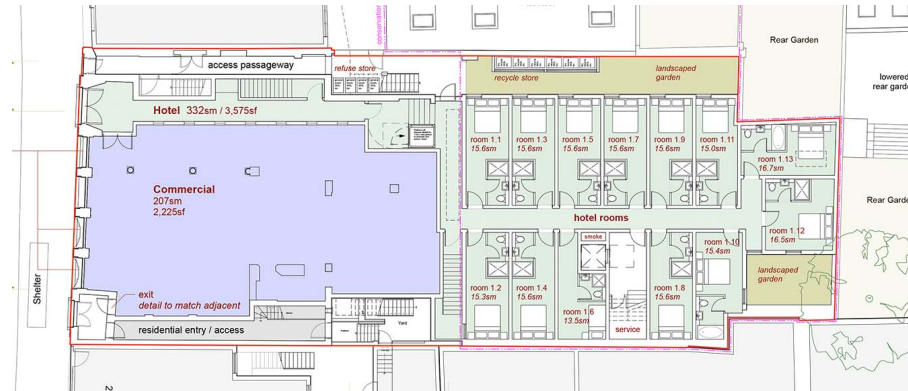 conservation
Rear Garden
access passageway
refuse store
recycle store
landscaped
garden
lowered
rear garden
Hotel 332sm / 3,575sf
room 1.1
15.6sm
room 1.3
15.6sm
room 1.5
15.6sm
room 1.7
15.6sm
room 1.9
15.6sm
room 1.11
15.0sm
room 1.13
16.7sm
Commercial
207sm
2,225sf
hotel rooms
Rear Garden
room 1.12
16.5sm
smoke
room 1.10
15.4sm
Shelter
exit
detail to match adjacent
room 1.2
15.3sm
room 1.4
15.6sm
room 1.6
13.5sm
room 1.8
15.6sm
landscaped
garden
residential entry / access
Yard
service
2